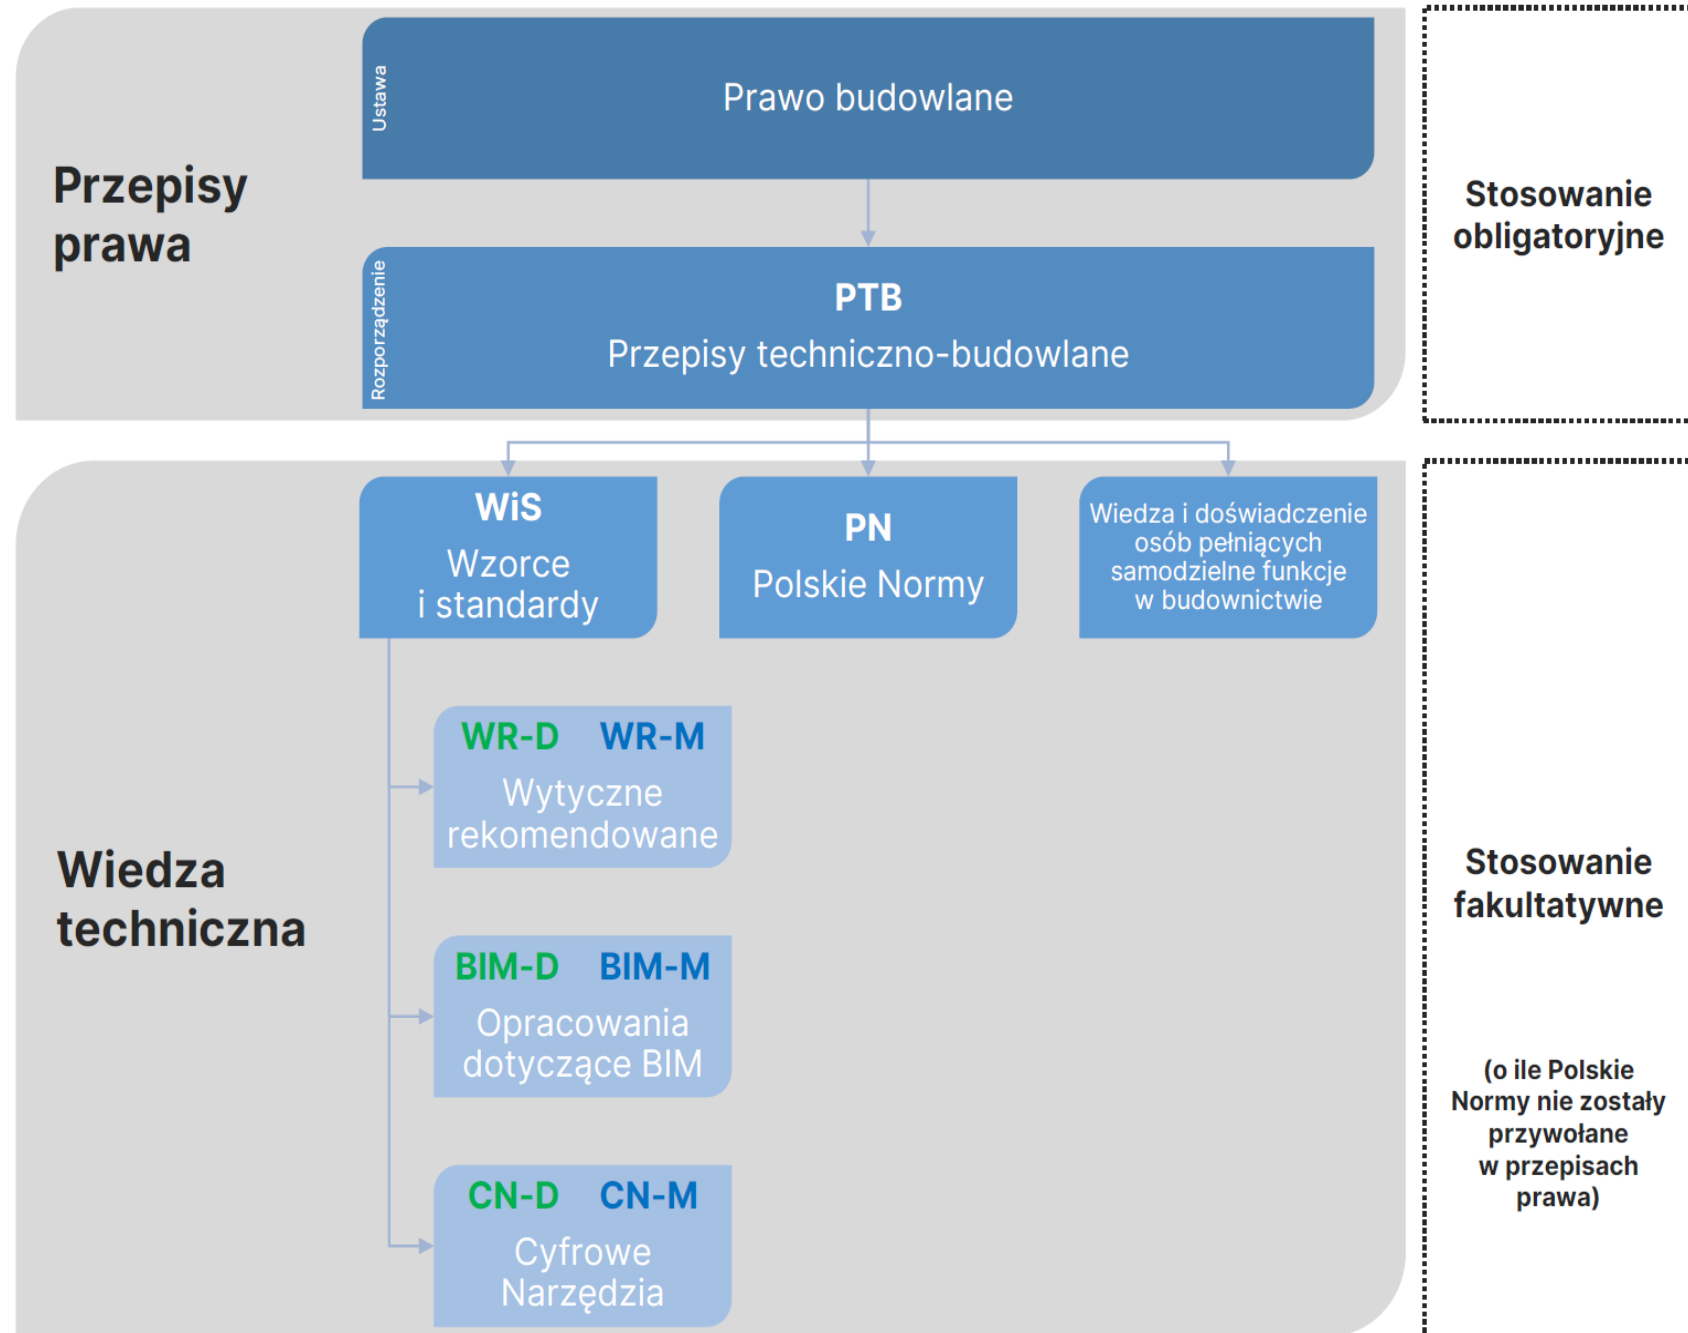 Przepisy
prawa
Ustawa
Prawo budowlane
Rozporządzenie
PTB
Przepisy techniczno-budowlane
Stosowanie
obligatoryjne
Wiedza
techniczna
WiS
Wzorce
i standardy
PN
Polskie Normy
Wiedza i doświadczenie
osób pełniących
samodzielne funkcje
w budownictwie
WR-D WR-M
Wytyczne
rekomendowane
BIM-D BIM-M
Opracowania
dotyczące BIM
CN-D CN-M
Cyfrowe
Narzędzia
Stosowanie
fakultatywne
(o ile Polskie
Normy nie zostały
przywołane
w przepisach
prawa)